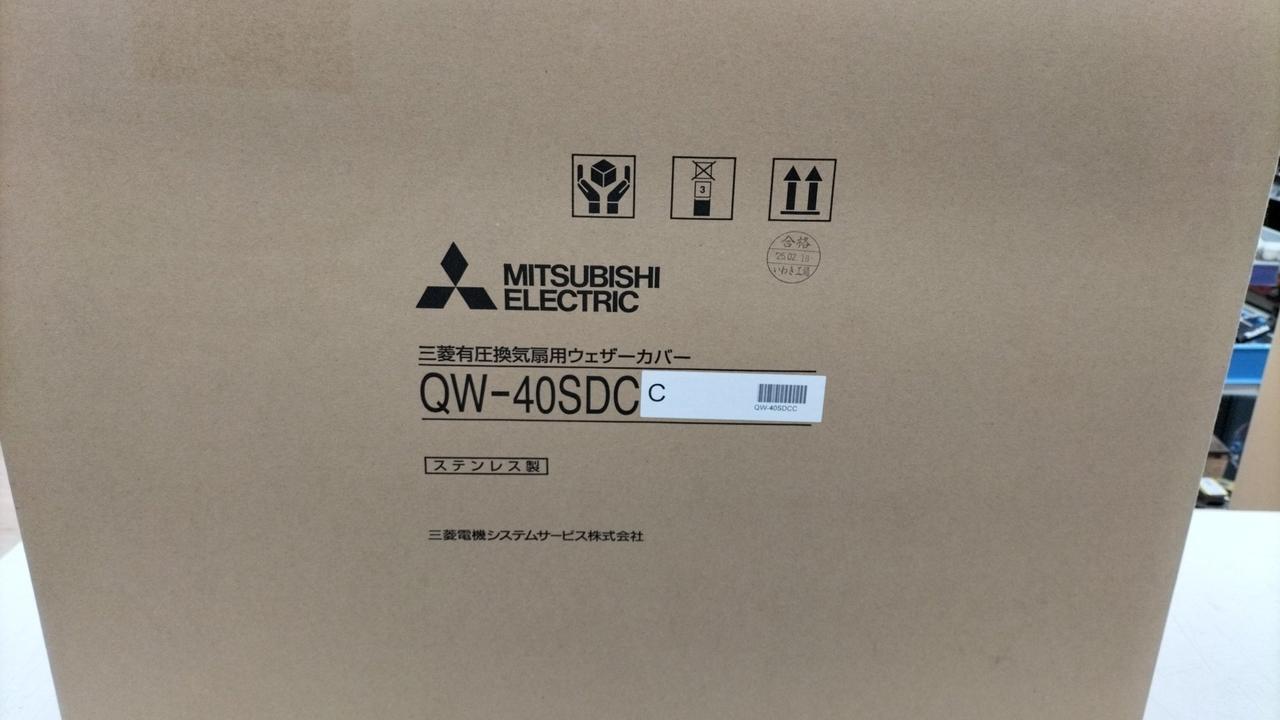 3
合格
'25.02.18
いわき工場
MITSUBISHI
ELECTRIC
三菱有圧換気扇用ウェザーカバー
QW-40SDCC
QW-40SDCC
ステンレス製
三菱電機システムサービス株式会社